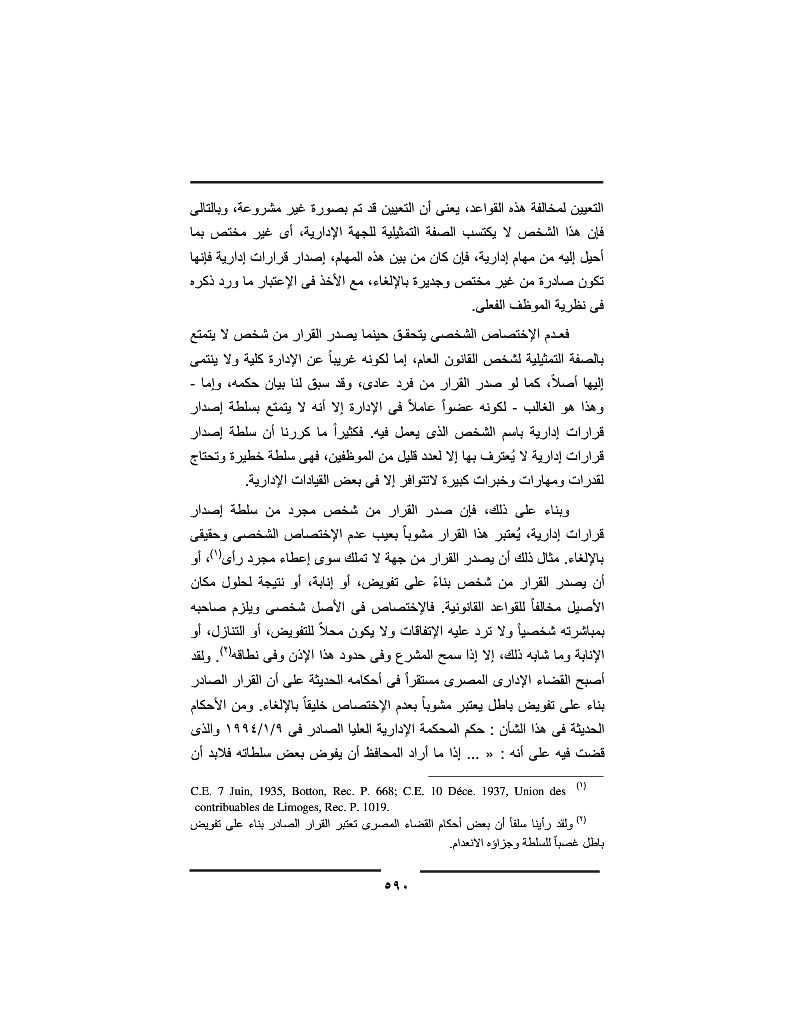 التعيين لمخالفة هذه القواعد، يعنى أن التعيين قد تم بصورة غير مشروعة، وبالتالى
فإن هذا الشخص لا يكتسب الصفة التمثيلية للجهة الإدارية، أى غير مختص بما
أحيل إليه من مهام إدارية، فإن كان من بين هذه المهام، إصدار قرارات إدارية فإنها
تكون صادرة من غير مختص وجديرة بالإلغاء، مع الأخذ فى الإعتبار ما ورد ذكره
فى نظرية الموظف الفعلى.
فعدم الإختصاص الشخصى يتحقق حينما يصدر القرار من شخص لا يتمتع
بالصفة التمثيلية لشخص القانون العام، إما لكونه غريباً عن الإدارة كلية ولا ينتمى
إليها أصلاً، كما لو صدر القرار من فرد عادى، وقد سبق لنا بيان حكمه، وإما -
وهذا هو الغالب - لكونه عضواً عاملاً فى الإدارة إلا أنه لا يتمتع بسلطة إصدار
قرارات إدارية باسم الشخص الذى يعمل فيه. فكثيراً ما كررنا أن سلطة إصدار
قرارات إدارية لا يُعترف بها إلا لعدد قليل من الموظفين، فهى سلطة خطيرة وتحتاج
لقدرات ومهارات وخبرات كبيرة لاتتوافر إلا فى بعض القيادات الإدارية.
وبناء على ذلك، فإن صدر القرار من شخص مجرد من سلطة إصدار
قرارات إدارية، يُعتبر هذا القرار مشوباً بعيب عدم الإختصاص الشخصى وحقيقى
بالإلغاء. مثال ذلك أن يصدر القرار من جهة لا تملك سوى إعطاء مجرد رأى(١)، أو
أن يصدر القرار من شخص بناءً على تفويض، أو إنابة، أو نتيجة لحلول مكان
الأصيل مخالفاً للقواعد القانونية. فالإختصاص فى الأصل شخصى ويلزم صاحبه
بمباشرته شخصياً ولا ترد عليه الإتفاقات ولا يكون محلاً للتفويض، أو التنازل، أو
الإنابة وما شابه ذلك، إلا إذا سمح المشرع وفى حدود هذا الإذن وفى نطاقه(٢). ولقد
أصبح القضاء الإدارى المصرى مستقراً فى أحكامه الحديثة على أن القرار الصادر
بناء على تفويض باطل يعتبر مشوباً بعدم الإختصاص خليقاً بالإلغاء. ومن الأحكام
الحديثة فى هذا الشأن : حكم المحكمة الإدارية العليا الصادر فى ١٩٩٤/١/٩ والذى
قضت فيه على أنه : « ... إذا ما أراد المحافظ أن يفوض بعض سلطاته فلابد أن
(١) C.E. 7 Juin, 1935, Botton, Rec. P. 668; C.E. 10 Déce. 1937, Union des
contribuables de Limoges, Rec. P. 1019.
(٢) ولقد رأينا سلفاً أن بعض أحكام القضاء المصرى تعتبر القرار الصادر بناء على تفويض
باطل غصباً للسلطة وجزاؤه الانعدام.
٥٩٠